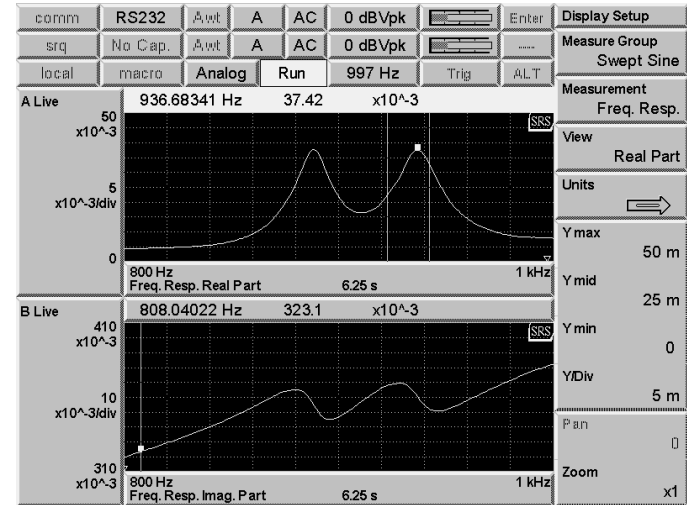 comm RS232 Awt A AC 0 dBVpk Enter
srq No Cap. Awt A AC 0 dBVpk .....
local macro Analog Run 997 Hz Trig ALT
A Live 936.68341 Hz 37.42 x10^-3
50
x10^-3
SRS
5
x10^-3/div
0
800 Hz 1 kHz
Freq. Resp. Real Part 6.25 s
B Live 808.04022 Hz 323.1 x10^-3
410
x10^-3
SRS
10
x10^-3/div
310
x10^-3
800 Hz 1 kHz
Freq. Resp. Imag. Part 6.25 s
Display Setup
Measure Group
Swept Sine
Measurement
Freq. Resp.
View
Real Part
Units
Y max
50 m
Y mid
25 m
Y min
0
Y/Div
5 m
Pan
0
Zoom
x1